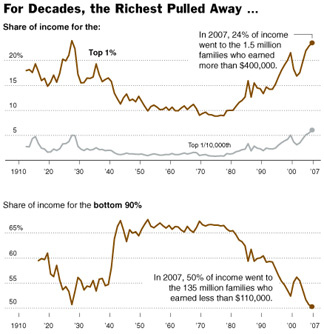 For Decades, the Richest Pulled Away ...
Share of income for the:
In 2007, 24% of income
went to the 1.5 million
families who earned
more than $400,000.
Top 1%
20
15
10
5
Top 1/10,000th
1910 '20 '30 '40 '50 '60 '70 '80 '90 '00 '07
Share of income for the bottom 90%
65%
60
55
50
In 2007, 50% of income went to
the 135 million families who
earned less than $110,000.
1910 '20 '30 '40 '50 '60 '70 '80 '90 '00 '07